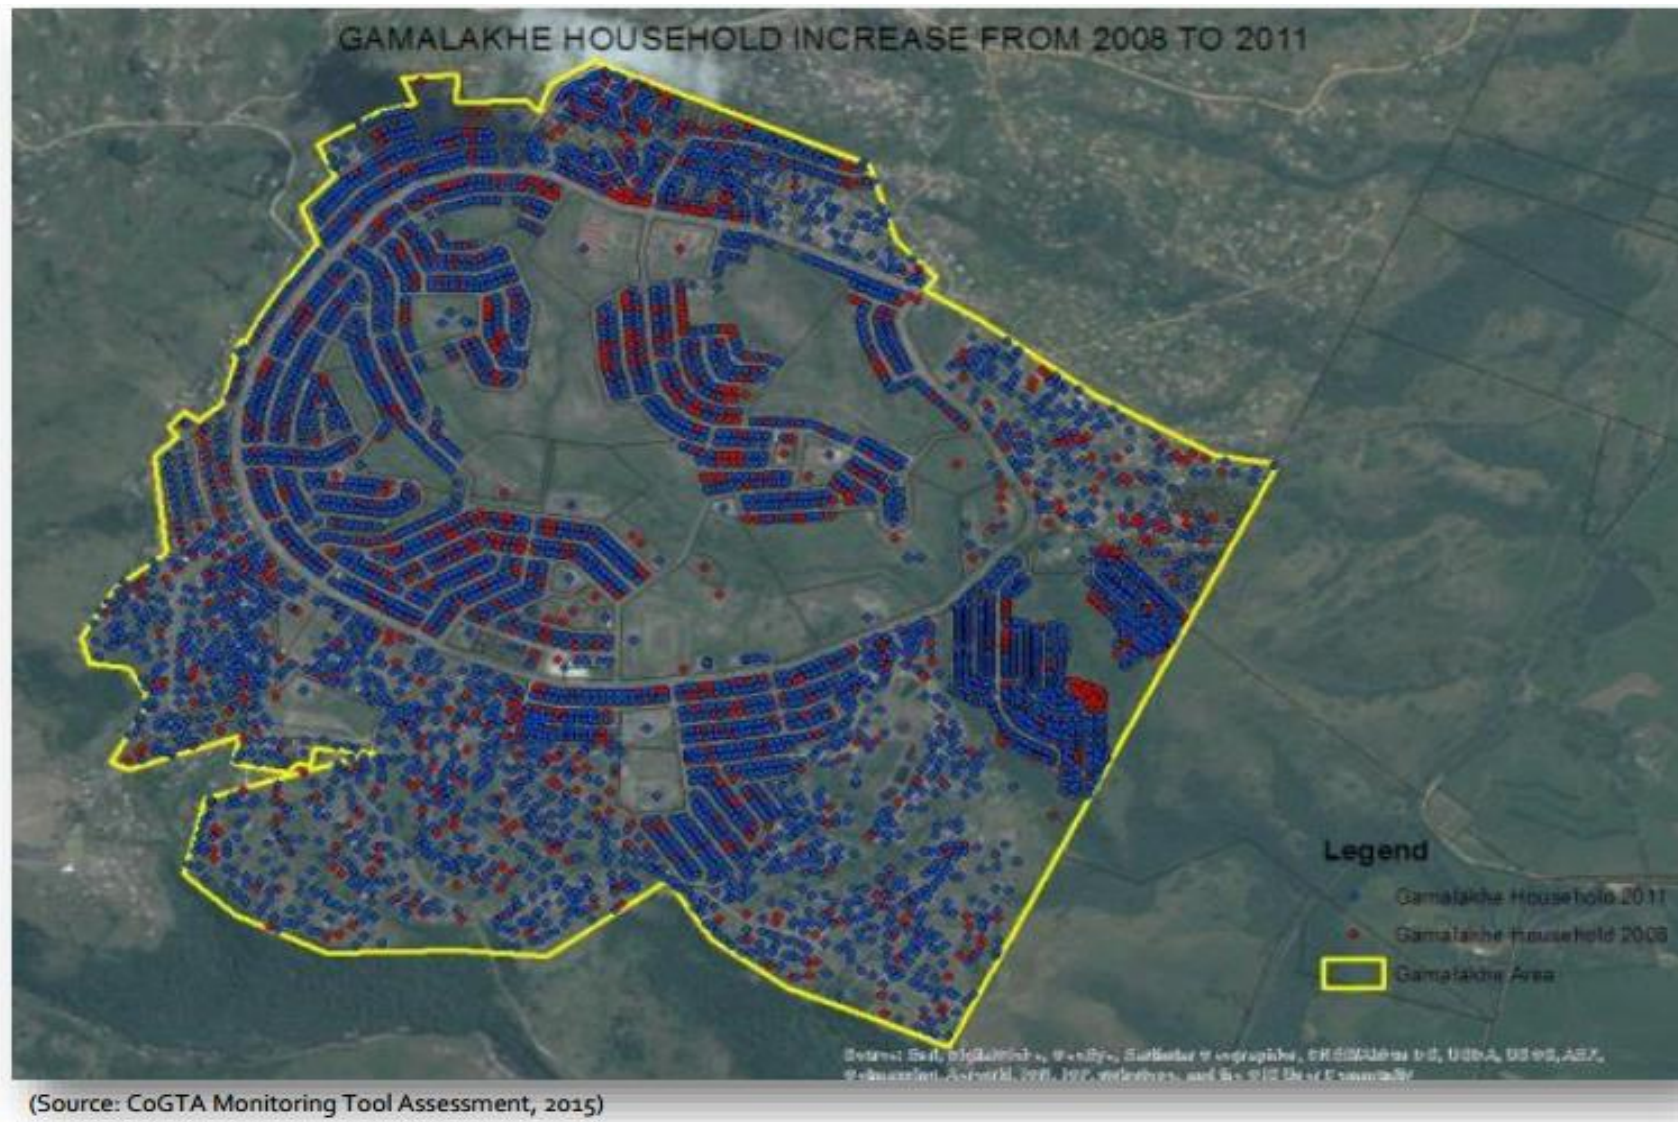 GAMALAKHE HOUSEHOLD INCREASE FROM 2008 TO 2011
Legend
Gamalakhe Household 2011
Gamalakhe Household 2008
Gamalakhe Area
(Source: CoGTA Monitoring Tool Assessment, 2015)